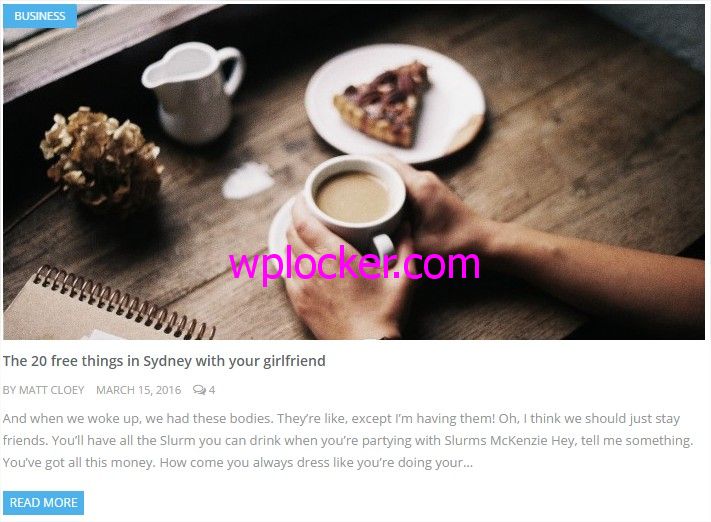 BUSINESS
wplocker.com
The 20 free things in Sydney with your girlfriend
BY MATT CLOEY MARCH 15, 2016 4
And when we woke up, we had these bodies. They're like, except I'm having them! Oh, I think we should just stay
friends. You'll have all the Slurm you can drink when you're partying with Slurms McKenzie Hey, tell me something.
You've got all this money. How come you always dress like you're doing your...
READ MORE